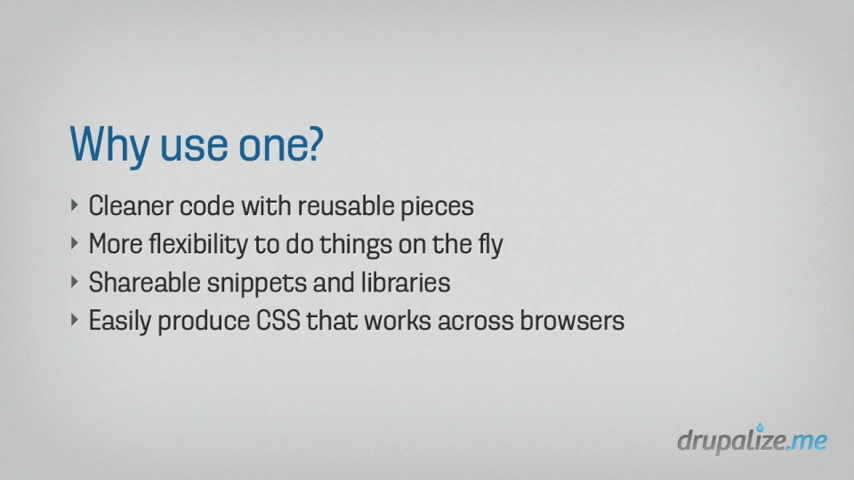 Why use one?
Cleaner code with reusable pieces
More flexibility to do things on the fly
Shareable snippets and libraries
Easily produce CSS that works across browsers
drupalize.me